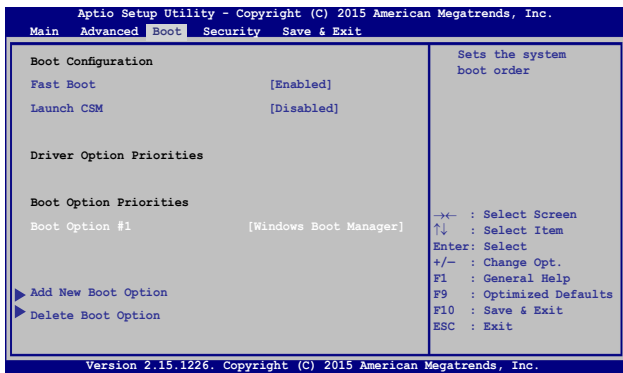 Aptio Setup Utility - Copyright (C) 2015 American Megatrends, Inc.
Main Advanced Boot Security Save & Exit
Boot Configuration
Fast Boot [Enabled]
Launch CSM [Disabled]
Driver Option Priorities
Boot Option Priorities
Boot Option #1 [Windows Boot Manager]
Add New Boot Option
Delete Boot Option
Sets the system
boot order
→← : Select Screen
↑↓ : Select Item
Enter: Select
+/— : Change Opt.
F1 : General Help
F9 : Optimized Defaults
F10 : Save & Exit
ESC : Exit
Version 2.15.1226. Copyright (C) 2015 American Megatrends, Inc.